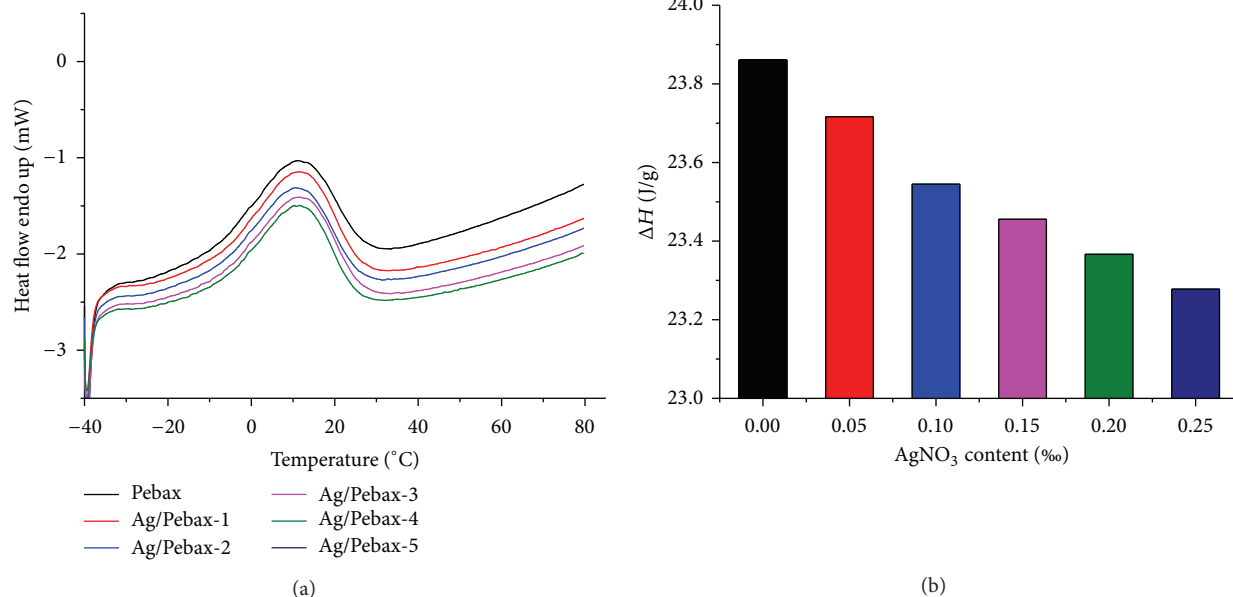 0
−1
−2
−3
Heat flow endo up (mW)
−40 −20 0 20 40 60 80
Temperature (°C)
Pebax
Ag/Pebax-1
Ag/Pebax-2
Ag/Pebax-3
Ag/Pebax-4
Ag/Pebax-5
(a)
24.0
23.8
23.6
23.4
23.2
23.0
ΔH (J/g)
0.00 0.05 0.10 0.15 0.20 0.25
AgNO₃ content (‰)
(b)